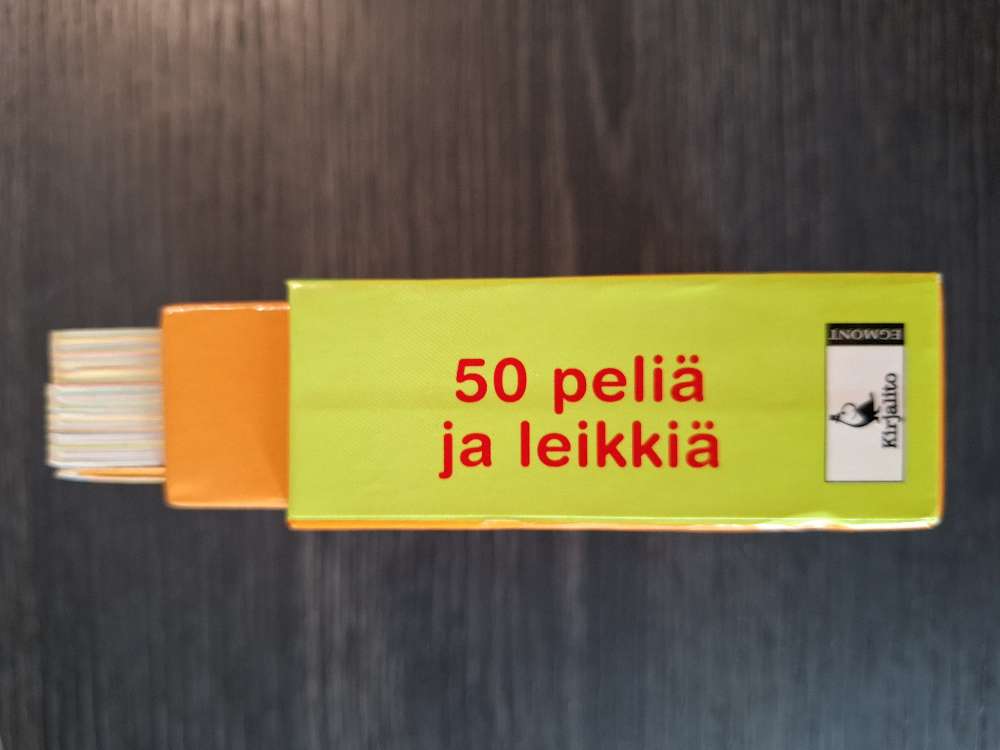 50 peliä
ja leikkiä
EGMONT
Kirjalito